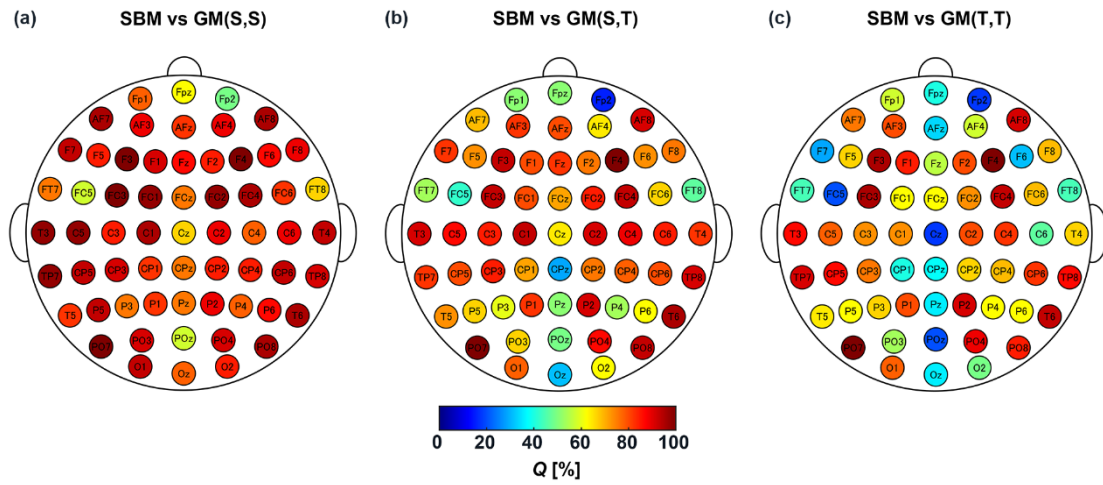 (a) SBM vs GM(S,S)
(b) SBM vs GM(S,T)
(c) SBM vs GM(T,T)
Fp1 Fpz Fp2
AF7 AF3 AFz AF4 AF8
F7 F5 F3 F1 Fz F2 F4 F6 F8
FT7 FC5 FC3 FC1 FCz FC2 FC4 FC6 FT8
T3 C5 C3 C1 Cz C2 C4 C6 T4
TP7 CP5 CP3 CP1 CPz CP2 CP4 CP6 TP8
T5 P5 P3 P1 Pz P2 P4 P6 T6
PO7 PO3 POz PO4 PO8
O1 Oz O2
Fp1 Fpz Fp2
AF7 AF3 AFz AF4 AF8
F7 F5 F3 F1 Fz F2 F4 F6 F8
FT7 FC5 FC3 FC1 FCz FC2 FC4 FC6 FT8
T3 C5 C3 C1 Cz C2 C4 C6 T4
TP7 CP5 CP3 CP1 CPz CP2 CP4 CP6 TP8
T5 P5 P3 P1 Pz P2 P4 P6 T6
PO7 PO3 POz PO4 PO8
O1 Oz O2
Fp1 Fpz Fp2
AF7 AF3 AFz AF4 AF8
F7 F5 F3 F1 Fz F2 F4 F6 F8
FT7 FC5 FC3 FC1 FCz FC2 FC4 FC6 FT8
T3 C5 C3 C1 Cz C2 C4 C6 T4
TP7 CP5 CP3 CP1 CPz CP2 CP4 CP6 TP8
T5 P5 P3 P1 Pz P2 P4 P6 T6
PO7 PO3 POz PO4 PO8
O1 Oz O2
0 20 40 60 80 100
Q [%]